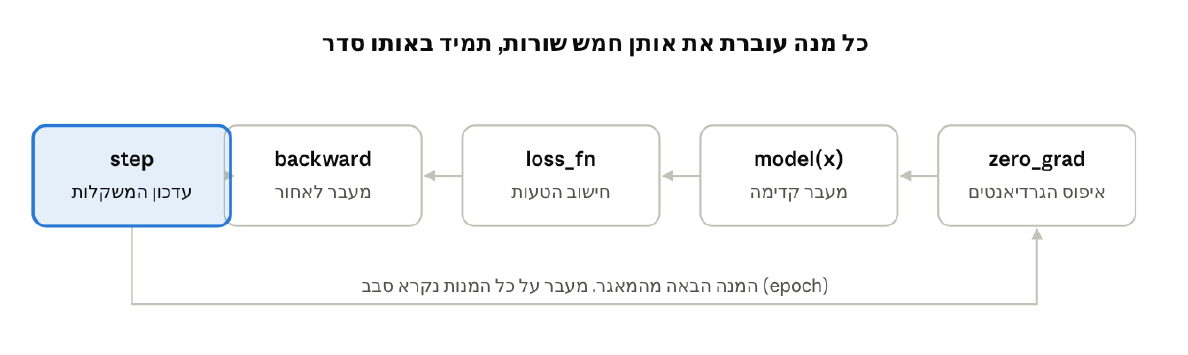 כל מנה עוברת את אותן חמש שורות, תמיד באותו סדר
zero_grad
איפוס הגרדיאנטים
model(x)
מעבר קדימה
loss_fn
חישוב הטעות
backward
מעבר לאחור
step
עדכון המשקלות
המנה הבאה מהמאגר. מעבר על כל המנות נקרא סבב (epoch)